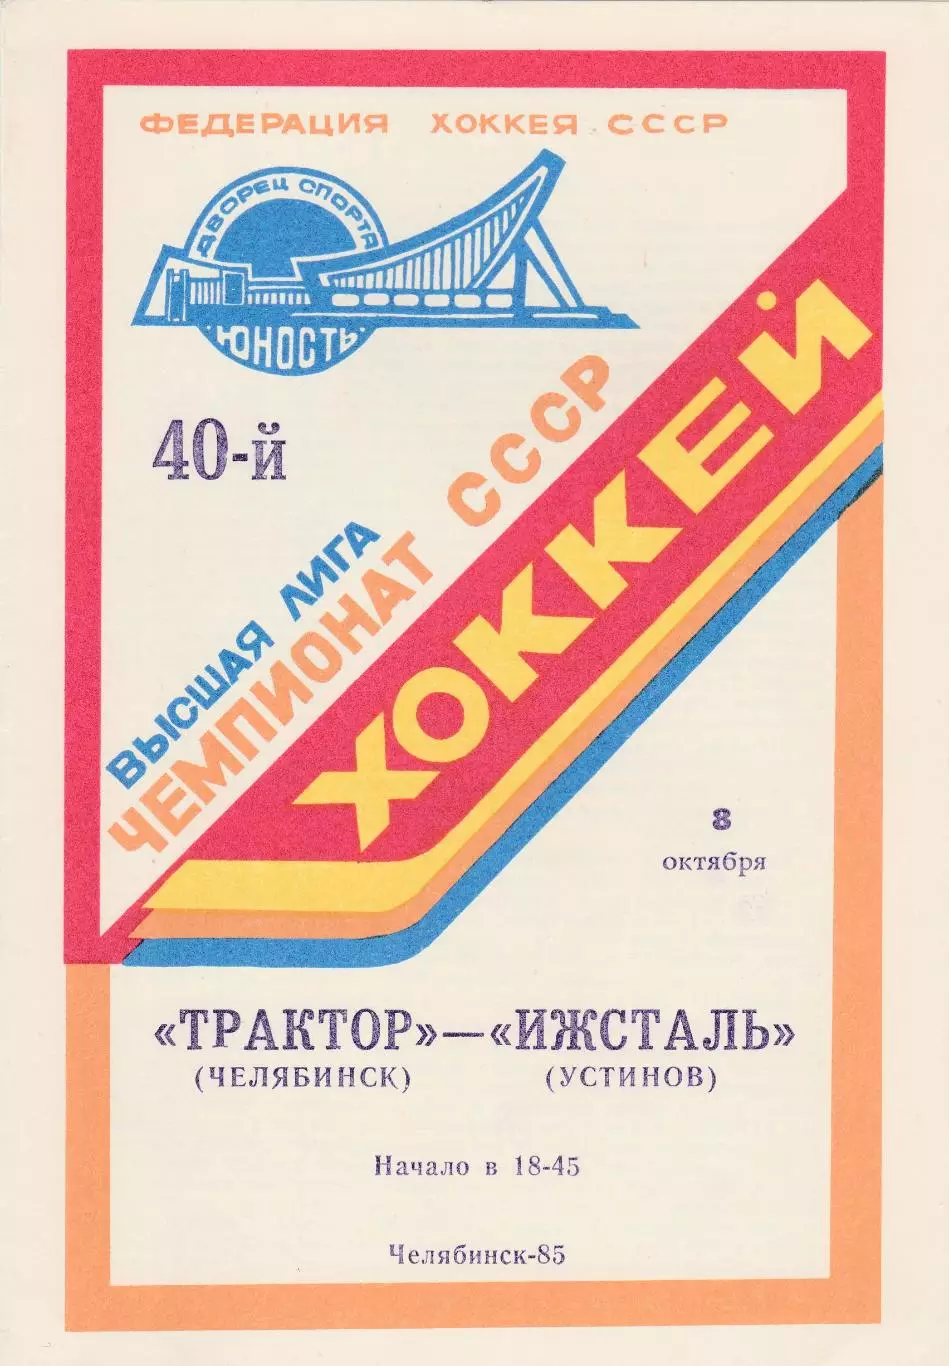 ФЕДЕРАЦИЯ ХОККЕЯ СССР
ДВОРЕЦ СПОРТА
"ЮНОСТЬ"
40-й
ВЫСШАЯ ЛИГА
ЧЕМПИОНАТ СССР
ХОККЕЙ
8
октября
«ТРАКТОР»—«ИЖСТАЛЬ»
(ЧЕЛЯБИНСК) (УСТИНОВ)
Начало в 18-45
Челябинск-85